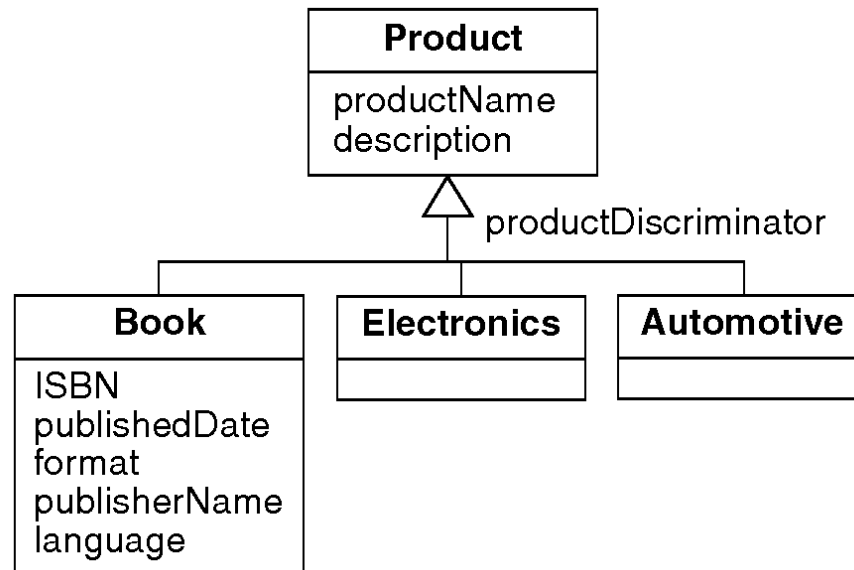 Product
productName
description
productDiscriminator
Book
ISBN
publishedDate
format
publisherName
language
Electronics
Automotive